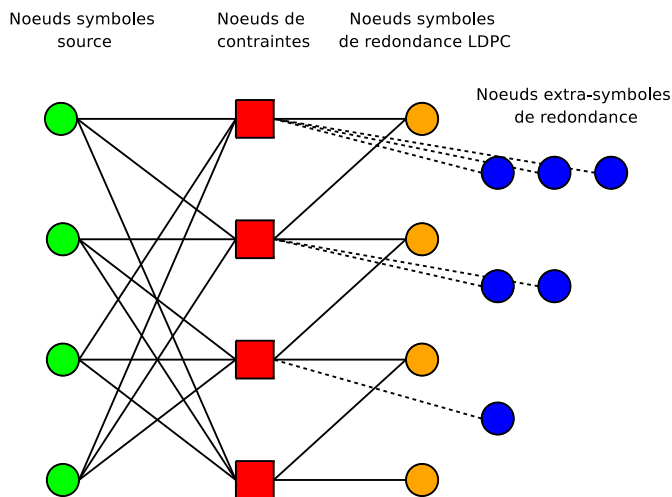 Noeuds symboles
source
Noeuds de
contraintes
Noeuds symboles
de redondance LDPC
Noeuds extra-symboles
de redondance